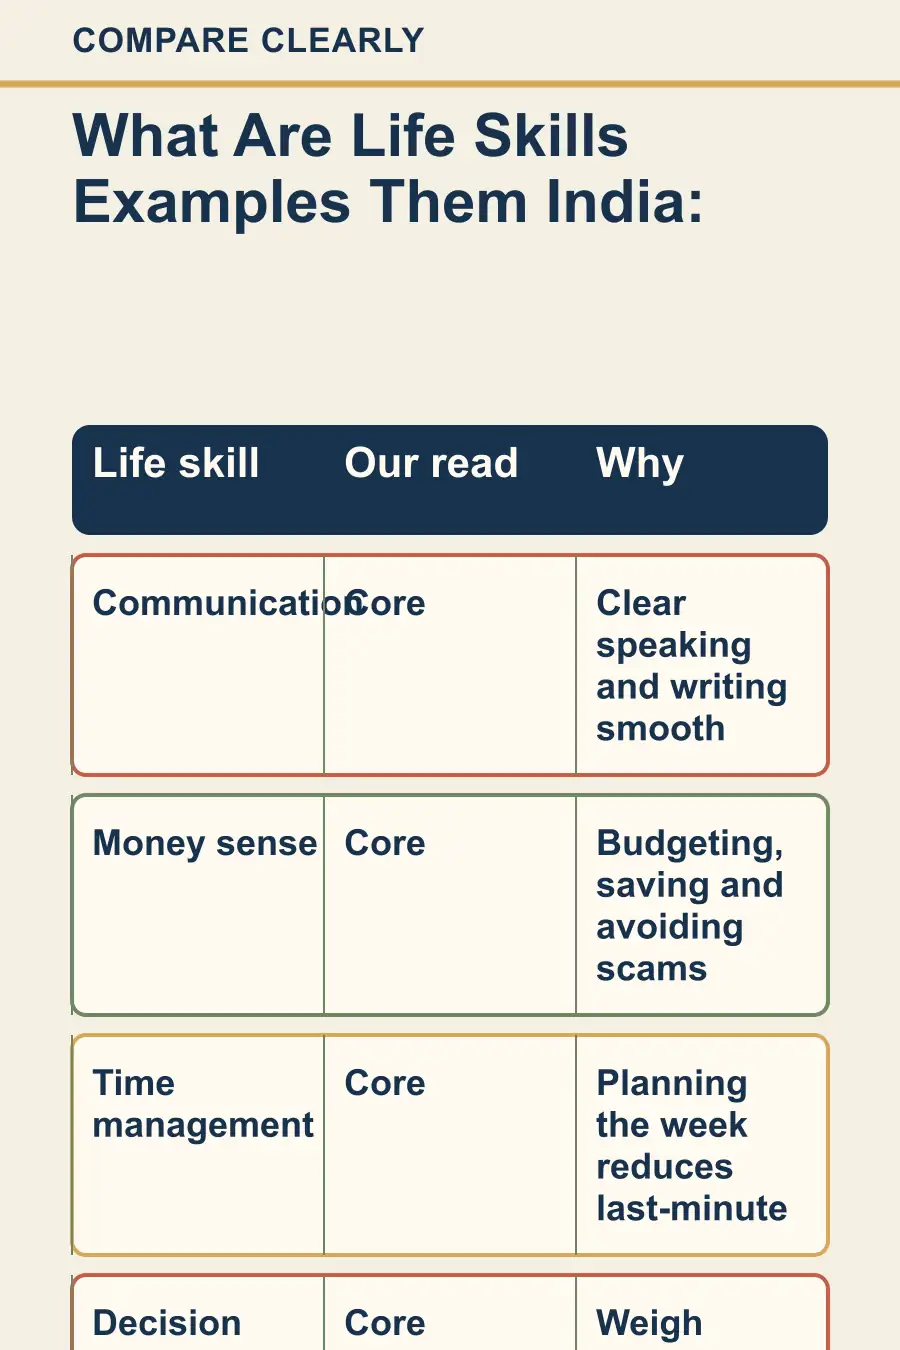 COMPARE CLEARLY
What Are Life Skills
Examples Them India:
Life skill Our read Why
Communication Core Clear
speaking
and writing
smooth
Money sense Core Budgeting,
saving and
avoiding
scams
Time Core Planning
management the week
reduces
last-minute
Decision Core Weigh